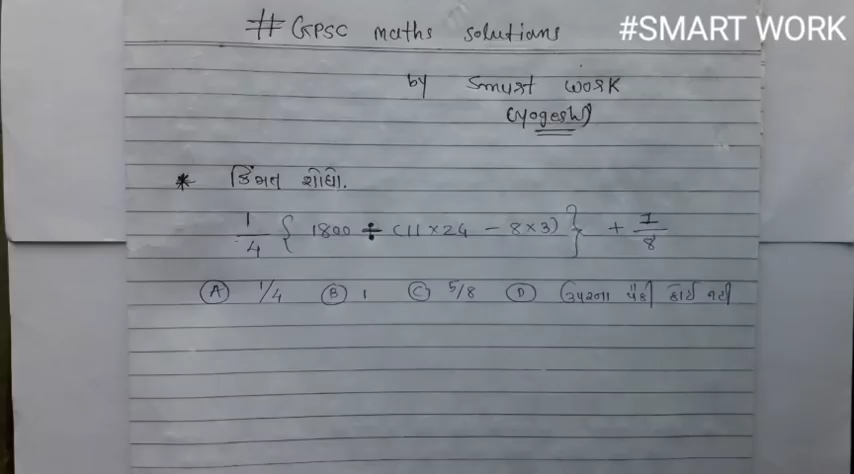 # GPSC maths solutians #SMART WORK
by Smart work
(yogesh)
* કિંમત શોધો.
1/4 { 1800 ÷ (11 × 24 - 8 × 3) } + 1/8
(A) 1/4 (B) 1 (C) 5/8 (D) ઉપરના પૈકી કોઈ નહી